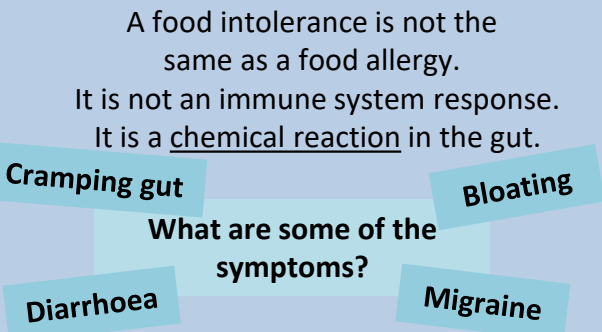 A food intolerance is not the
same as a food allergy.
It is not an immune system response.
It is a chemical reaction in the gut.
Cramping gut
Bloating
What are some of the
symptoms?
Diarrhoea
Migraine